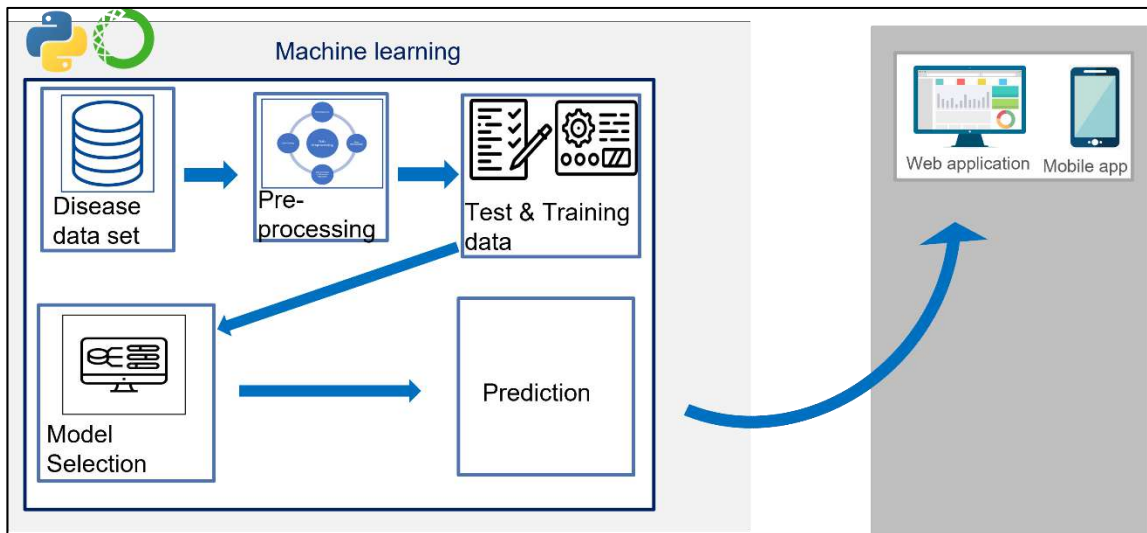 Machine learning
Disease
data set
Pre-
processing
Test & Training
data
Model
Selection
Prediction
Web application
Mobile app